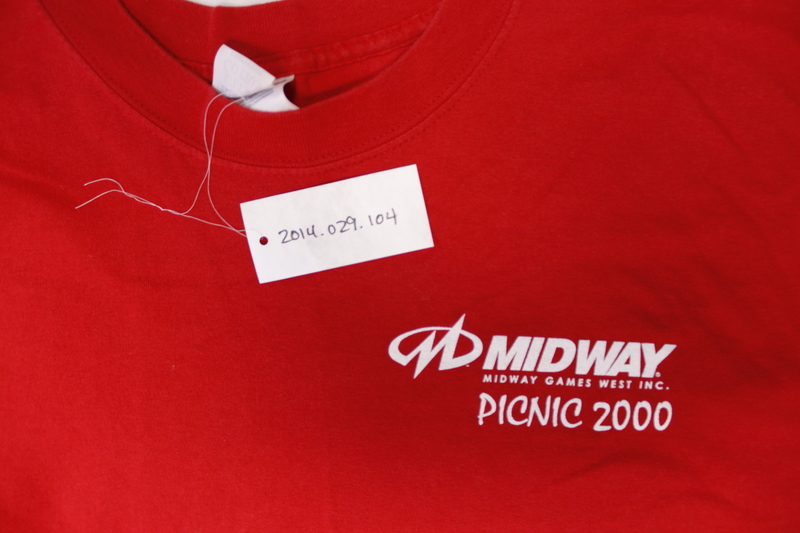 2014.029.104
MIDWAY®
MIDWAY GAMES WEST INC.
PICNIC 2000